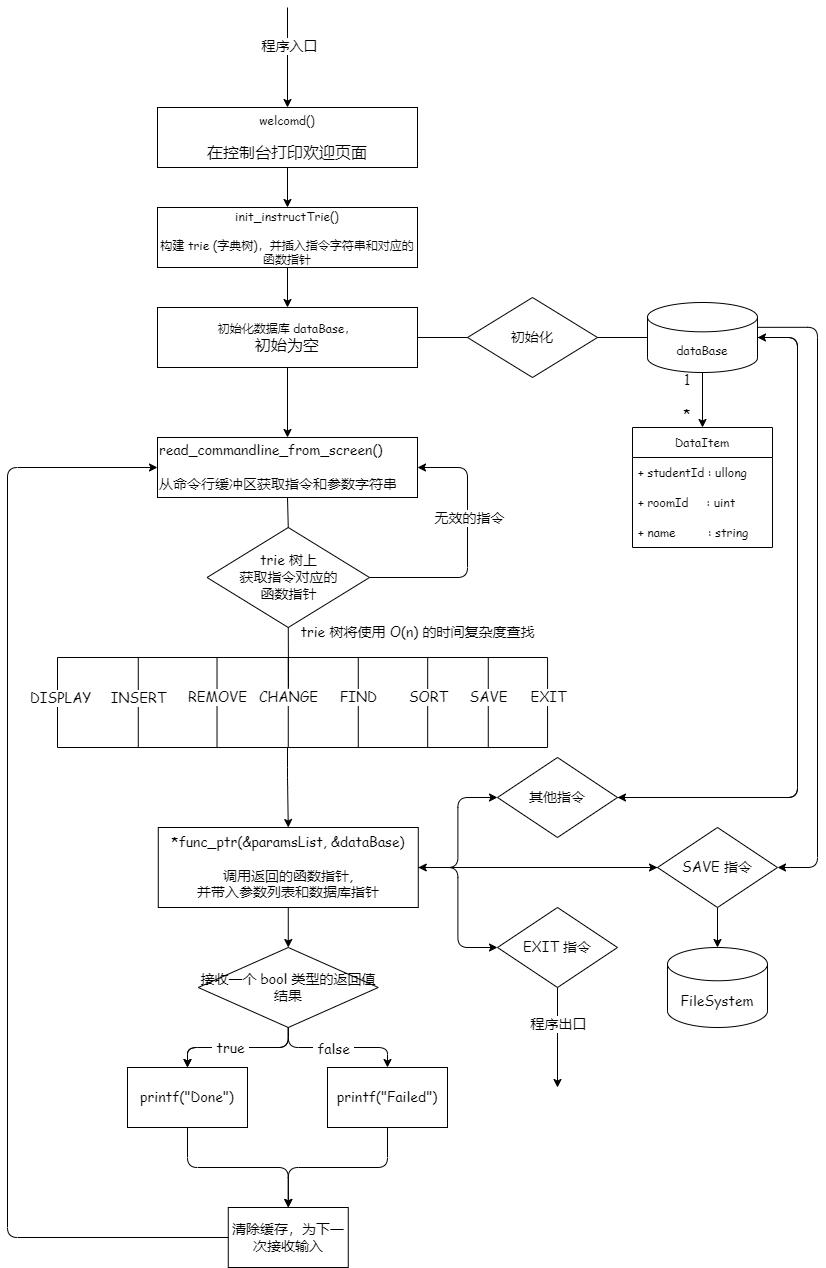 程序入口
welcomd()
在控制台打印欢迎页面
init_instructTrie()
构建 trie (字典树)，并插入指令字符串和对应的
函数指针
初始化数据库 dataBase，
初始为空
初始化
dataBase
1
*
DataItem
+ studentId : ullong
+ roomId : uint
+ name : string
read_commandline_from_screen()
从命令行缓冲区获取指令和参数字符串
无效的指令
trie 树上
获取指令对应的
函数指针
trie 树将使用 O(n) 的时间复杂度查找
DISPLAY INSERT REMOVE CHANGE FIND SORT SAVE EXIT
其他指令
*func_ptr(&paramsList, &dataBase)
调用返回的函数指针,
并带入参数列表和数据库指针
SAVE 指令
EXIT 指令
接收一个 bool 类型的返回值
结果
FileSystem
程序出口
true
false
printf("Done")
printf("Failed")
清除缓存，为下一
次接收输入